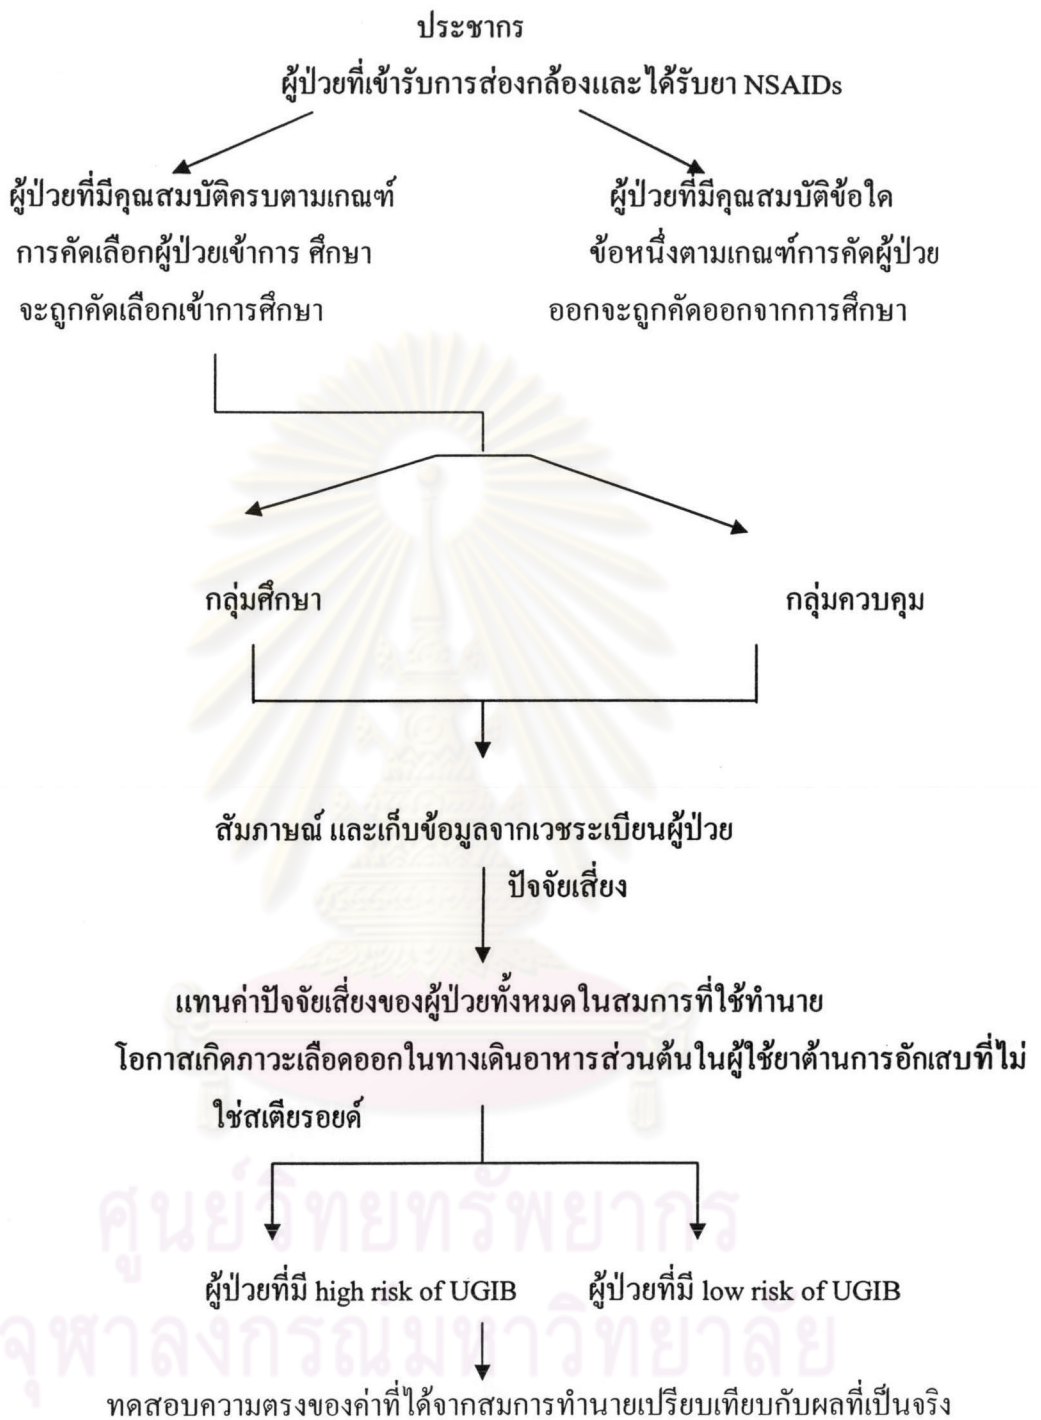 ประชากร
ผู้ป่วยที่เข้ารับการส่องกล้องและได้รับยา NSAIDs
ผู้ป่วยที่มีคุณสมบัติครบตามเกณฑ์
การคัดเลือกผู้ป่วยเข้าการ ศึกษา
จะถูกคัดเลือกเข้าการศึกษา
ผู้ป่วยที่มีคุณสมบัติข้อใด
ข้อหนึ่งตามเกณฑ์การคัดผู้ป่วย
ออกจะถูกคัดออกจากการศึกษา
กลุ่มศึกษา
กลุ่มควบคุม
สัมภาษณ์ และเก็บข้อมูลจากเวชระเบียนผู้ป่วย
ปัจจัยเสี่ยง
แทนค่าปัจจัยเสี่ยงของผู้ป่วยทั้งหมดในสมการที่ใช้ทำนาย
โอกาสเกิดภาวะเลือดออกในทางเดินอาหารส่วนต้นในผู้ใช้ยาต้านการอักเสบที่ไม่
ใช่สเตียรอยด์
ศูนย์วิทยทรัพยากร
ผู้ป่วยที่มี high risk of UGIB
ผู้ป่วยที่มี low risk of UGIB
จุฬาลงกรณ์มหาวิทยาลัย
ทดสอบความตรงของค่าที่ได้จากสมการทำนายเปรียบเทียบกับผลที่เป็นจริง